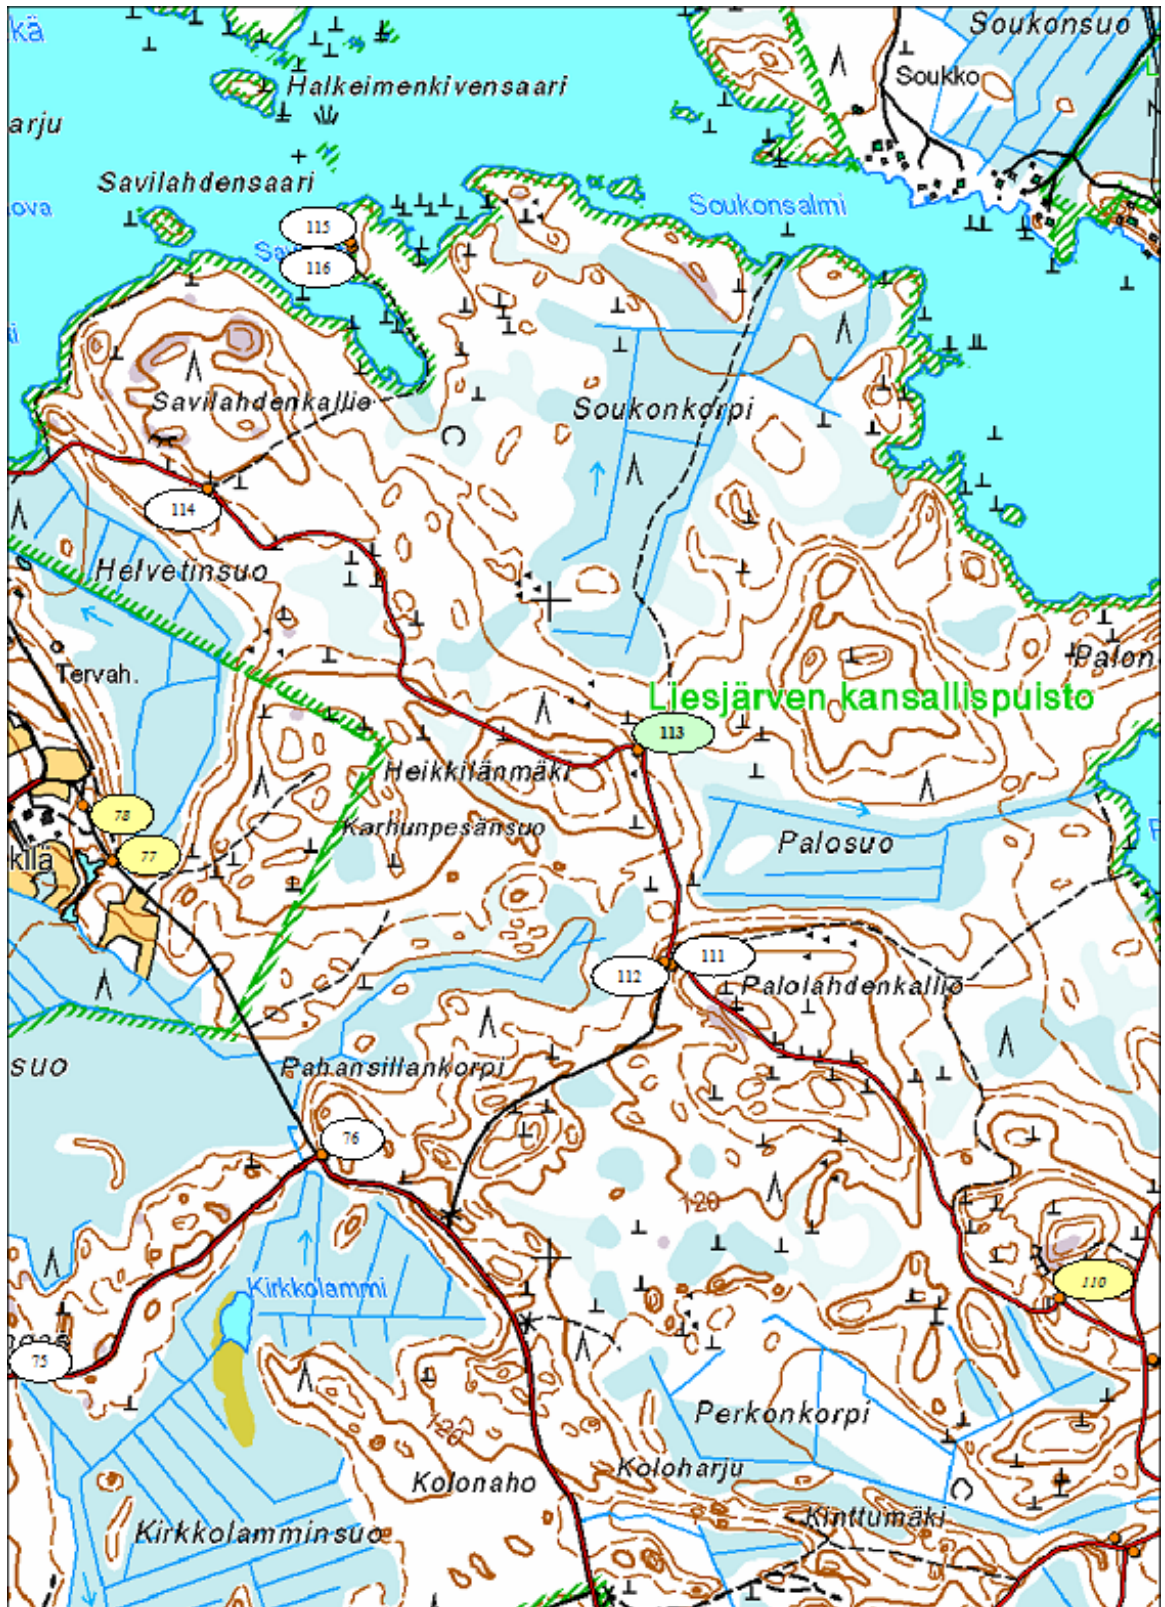 kä
Soukonsuo
Soukko
Halkeimenkivensaari
arju
Savilahdensaari
ova
Soukonsalmi
115
116
Savilahdenkallio
Soukonkorpi
114
Helvetinsuo
Tervah.
Liesjärven kansallispuisto
113
Heikkilänmäki
78
Karhunpesänsuo
Palosuo
77
kilä
111
112
Palolahdenkallio
suo
Pahansillankorpi
76
120
Kirkkolammi
110
75
Perkonkorpi
120
Kolonaho
Koloharju
Kinttumäki
Kirkkolamminsuo